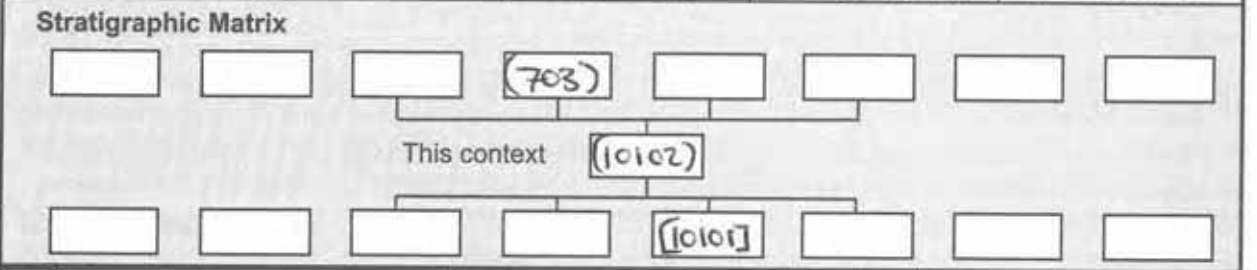 Stratigraphic Matrix
(703)
This context (10102)
[10101]